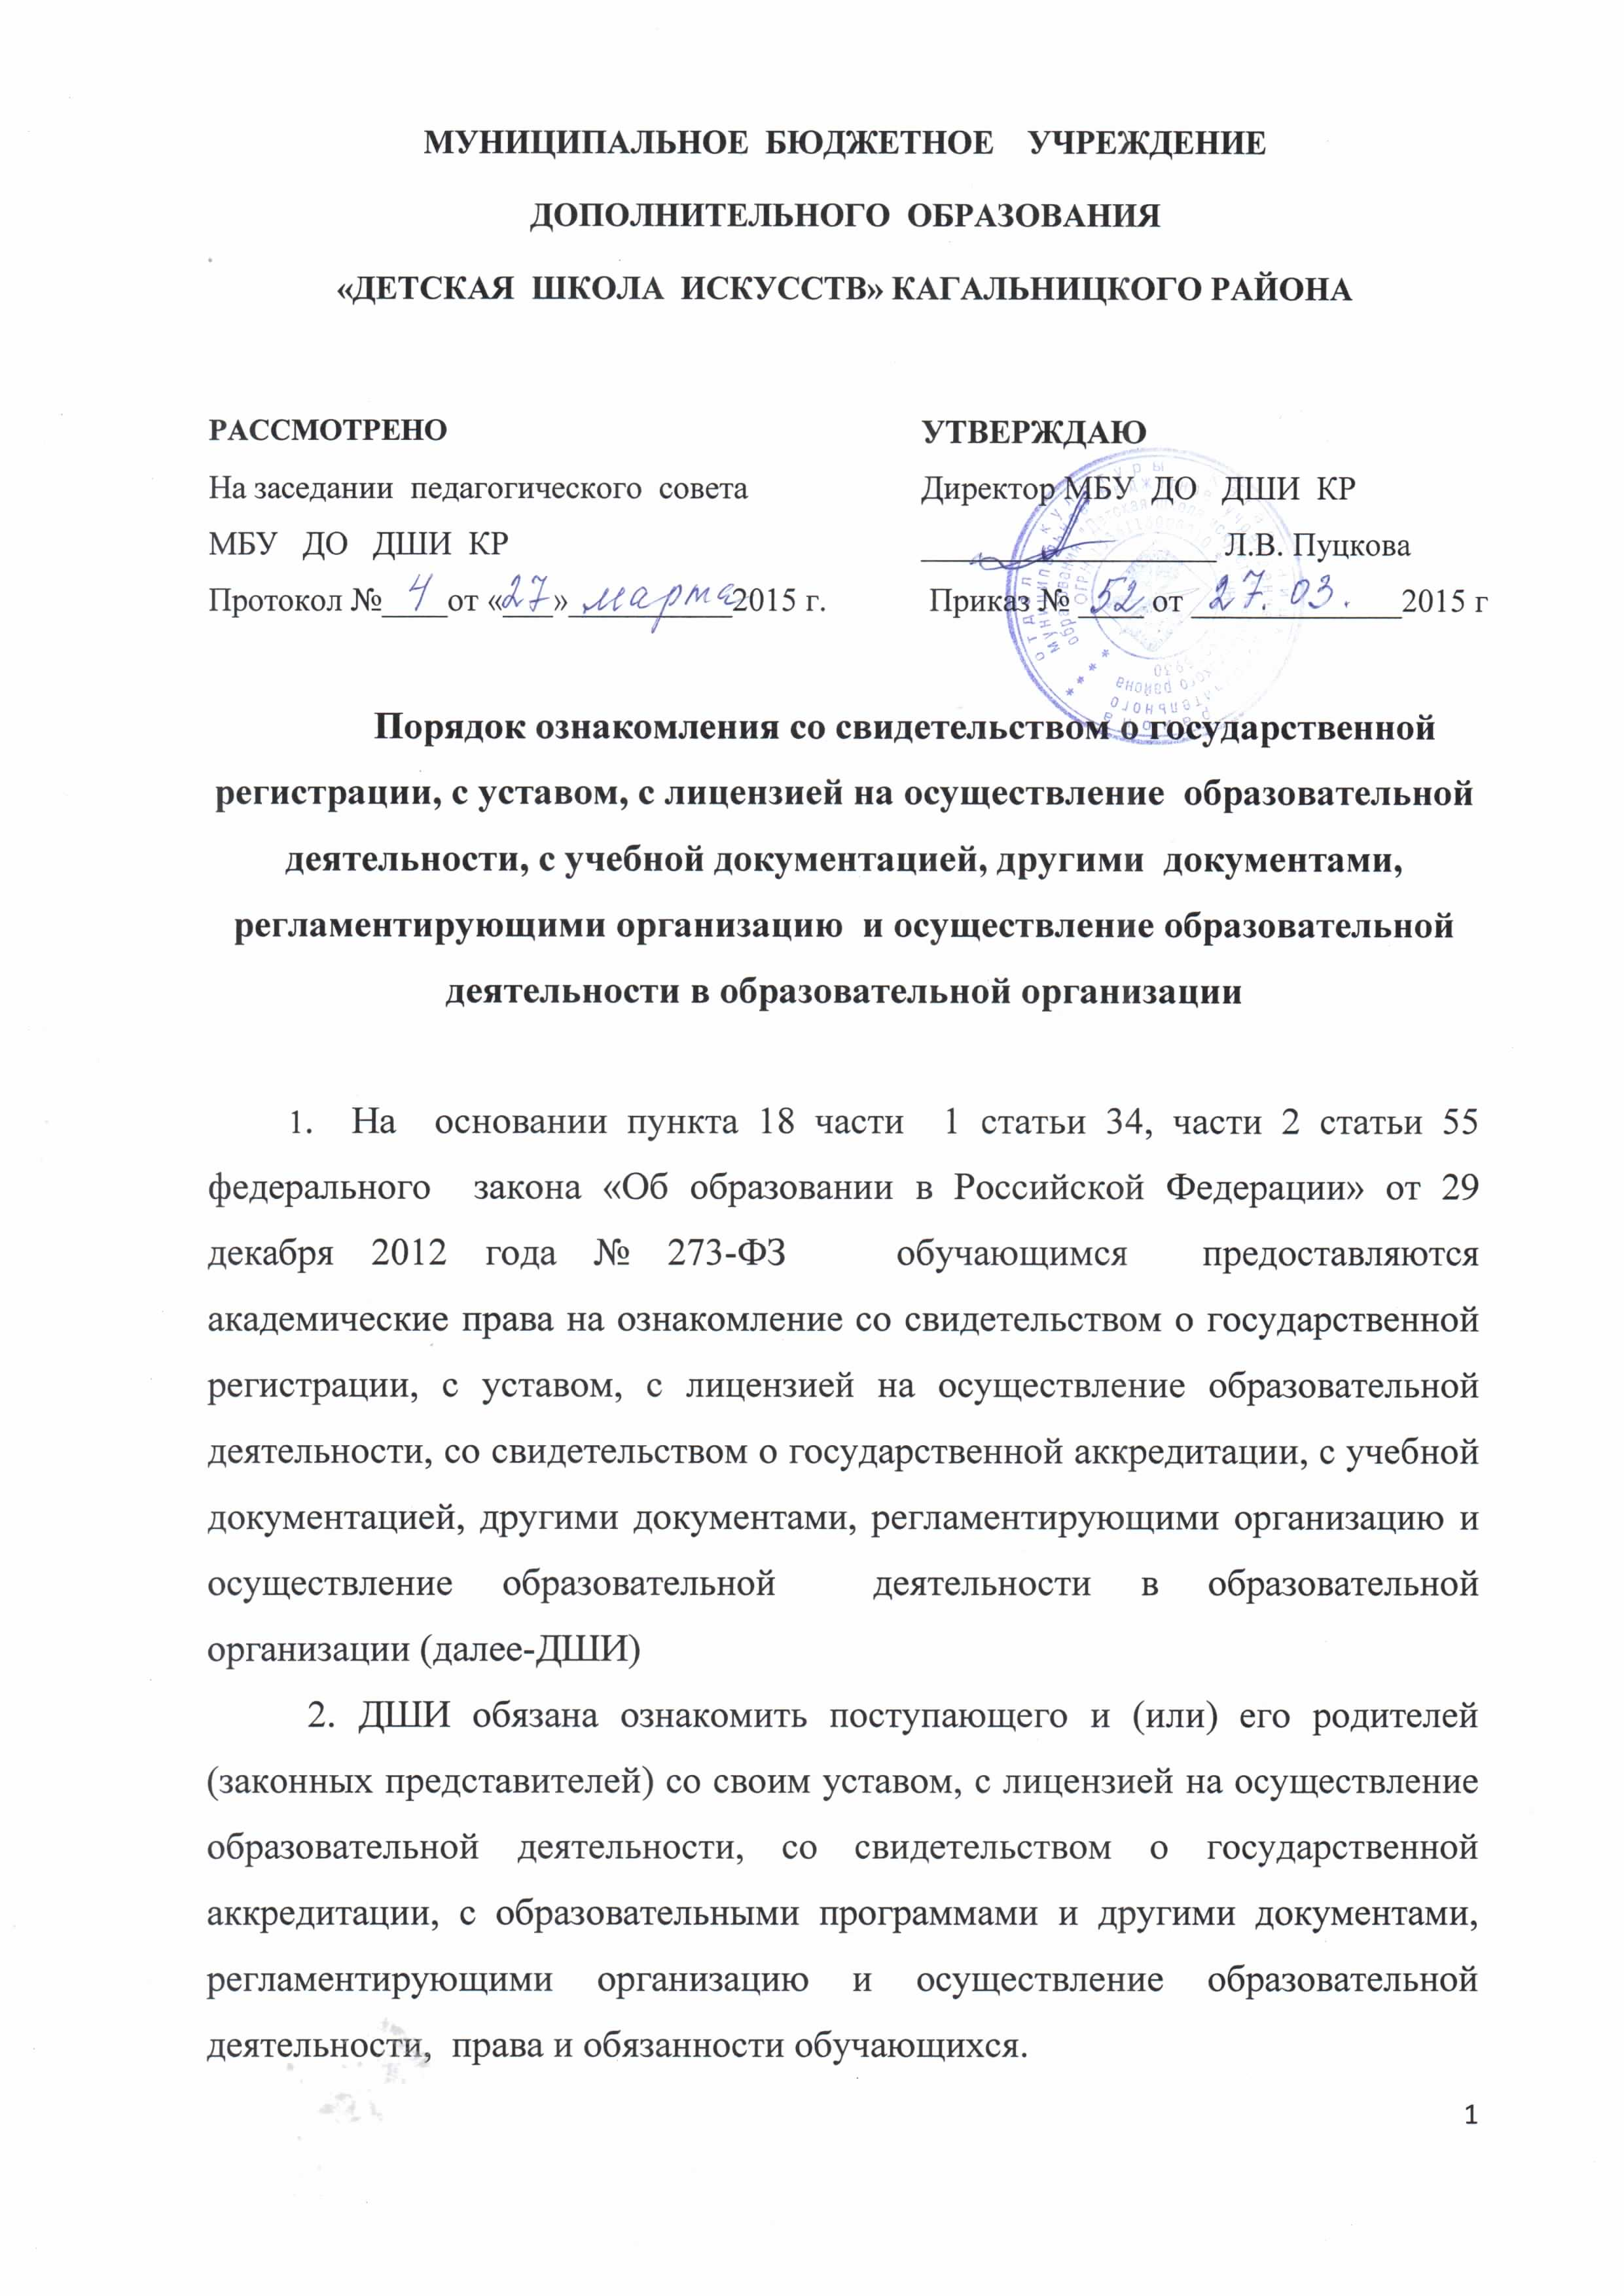 МУНИЦИПАЛЬНОЕ БЮДЖЕТНОЕ УЧРЕЖДЕНИЕ
ДОПОЛНИТЕЛЬНОГО ОБРАЗОВАНИЯ
«ДЕТСКАЯ ШКОЛА ИСКУССТВ» КАГАЛЬНИЦКОГО РАЙОНА
РАССМОТРЕНО
На заседании педагогического совета
МБУ ДО ДШИ КР
Протокол № 4 от «27» марта 2015 г.
УТВЕРЖДАЮ
Директор МБУ ДО ДШИ КР
Л.В. Пуцкова
Приказ № 52 от 27.03. 2015 г
Порядок ознакомления со свидетельством о государственной
регистрации, с уставом, с лицензией на осуществление образовательной
деятельности, с учебной документацией, другими документами,
регламентирующими организацию и осуществление образовательной
деятельности в образовательной организации
1. На основании пункта 18 части 1 статьи 34, части 2 статьи 55
федерального закона «Об образовании в Российской Федерации» от 29
декабря 2012 года № 273-ФЗ обучающимся предоставляются
академические права на ознакомление со свидетельством о государственной
регистрации, с уставом, с лицензией на осуществление образовательной
деятельности, со свидетельством о государственной аккредитации, с учебной
документацией, другими документами, регламентирующими организацию и
осуществление образовательной деятельности в образовательной
организации (далее-ДШИ)
2. ДШИ обязана ознакомить поступающего и (или) его родителей
(законных представителей) со своим уставом, с лицензией на осуществление
образовательной деятельности, со свидетельством о государственной
аккредитации, с образовательными программами и другими документами,
регламентирующими организацию и осуществление образовательной
деятельности, права и обязанности обучающихся.
1